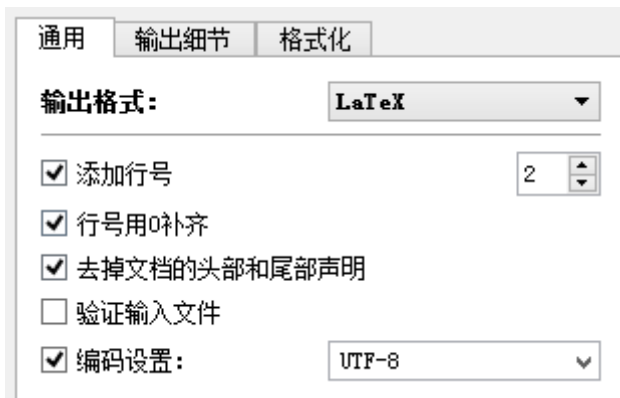 通用 输出细节 格式化
输出格式: LaTeX
添加行号 2
行号用0补齐
去掉文档的头部和尾部声明
验证输入文件
编码设置: UTF-8